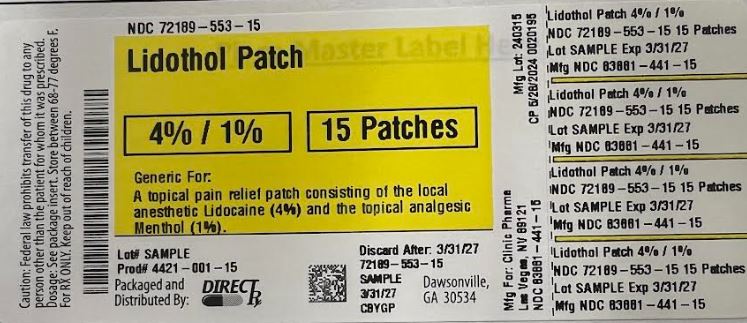 Caution: Federal law prohibits transfer of this drug to any
person other than the patient for whom it was prescribed.
Dosage: See package insert. Store between 68-77 degrees F.
For RX ONLY. Keep out of reach of children.
NDC 72189-553-15
Master Label
Lidothol Patch
4% / 1%
15 Patches
Generic For:
A topical pain relief patch consisting of the local
anesthetic Lidocaine (4%) and the topical analgesic
Menthol (1%).
Lot# SAMPLE
Prod# 4421-001-15
Packaged and
Distributed By:
DIRECT Rx
Discard After: 3/31/27
72189-553-15
SAMPLE
3/31/27
CBYGP
Dawsonville,
GA 30534
Mfg Lot: 240315
CP 5/28/2024 0020195
Mfg For: Clinic Pharma
Las Vegas, NV 89121
NDC 83881-441-15
Lidothol Patch 4% / 1%
NDC 72189-553-15 15 Patches
Lot SAMPLE Exp 3/31/27
Mfg NDC 83881-441-15
Lidothol Patch 4% / 1%
NDC 72189-553-15 15 Patches
Lot SAMPLE Exp 3/31/27
Mfg NDC 83881-441-15
Lidothol Patch 4% / 1%
NDC 72189-553-15 15 Patches
Lot SAMPLE Exp 3/31/27
Mfg NDC 83881-441-15
Lidothol Patch 4% / 1%
NDC 72189-553-15 15 Patches
Lot SAMPLE Exp 3/31/27
Mfg NDC 83881-441-15